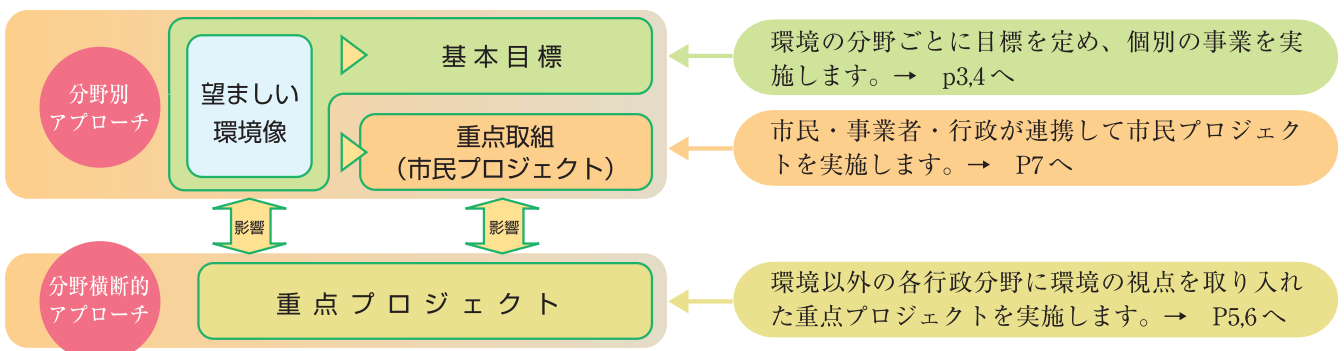 分野別
アプローチ
望ましい
環境像
基本目標
重点取組
（市民プロジェクト）
環境の分野ごとに目標を定め、個別の事業を実
施します。→　p3,4へ
市民・事業者・行政が連携して市民プロジェク
トを実施します。→　P7へ
影響
影響
分野横断的
アプローチ
重点プロジェクト
環境以外の各行政分野に環境の視点を取り入れ
た重点プロジェクトを実施します。→　P5,6へ